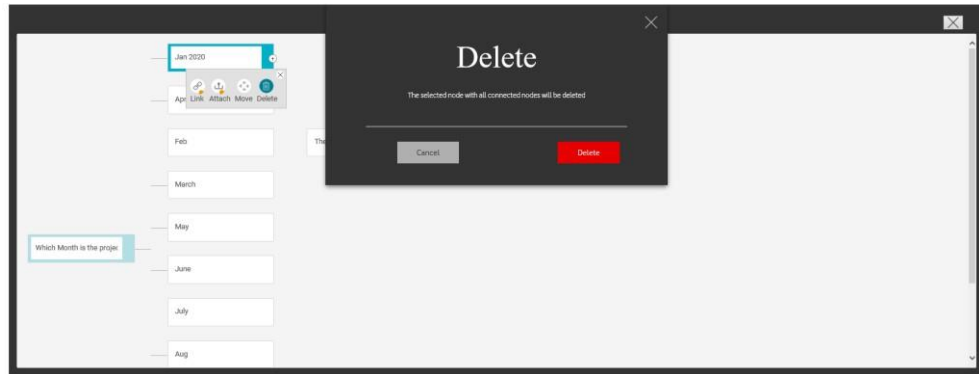 Delete
The selected node with all connected nodes will be deleted
Cancel
Delete
Jan 2020
Link Attach Move Delete
Apr
Feb
The
March
May
Which Month is the projec
June
July
Aug